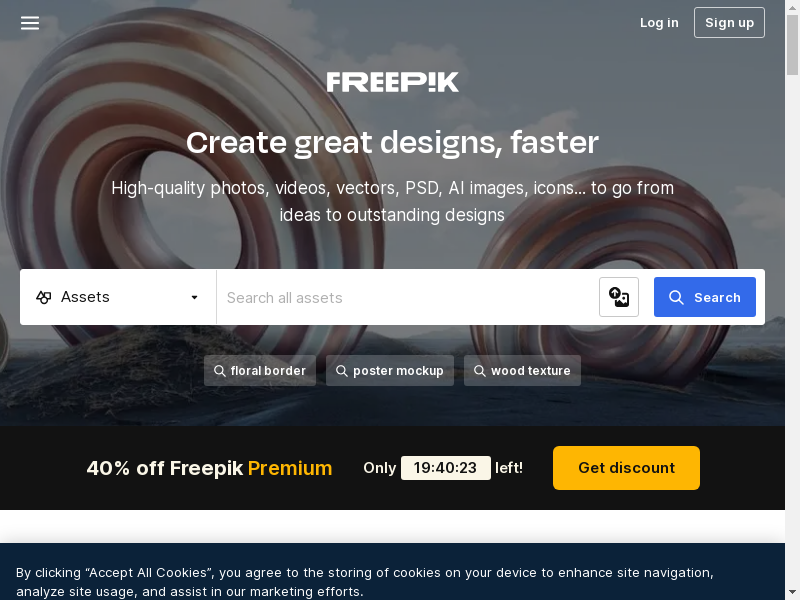 Log in
Sign up
FREEPIK
Create great designs, faster
High-quality photos, videos, vectors, PSD, AI images, icons... to go from
ideas to outstanding designs
Assets
Search all assets
Search
floral border
poster mockup
wood texture
40% off Freepik Premium
Only 19:40:23 left!
Get discount
By clicking “Accept All Cookies”, you agree to the storing of cookies on your device to enhance site navigation,
analyze site usage, and assist in our marketing efforts.